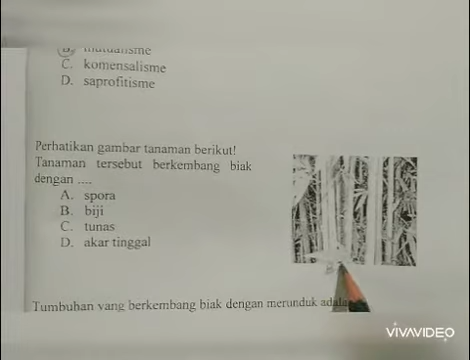 B. mutualisme
C. komensalisme
D. saprofitisme
Perhatikan gambar tanaman berikut!
Tanaman tersebut berkembang biak
dengan ....
A. spora
B. biji
C. tunas
D. akar tinggal
Tumbuhan yang berkembang biak dengan merunduk
VIVAVIDEO